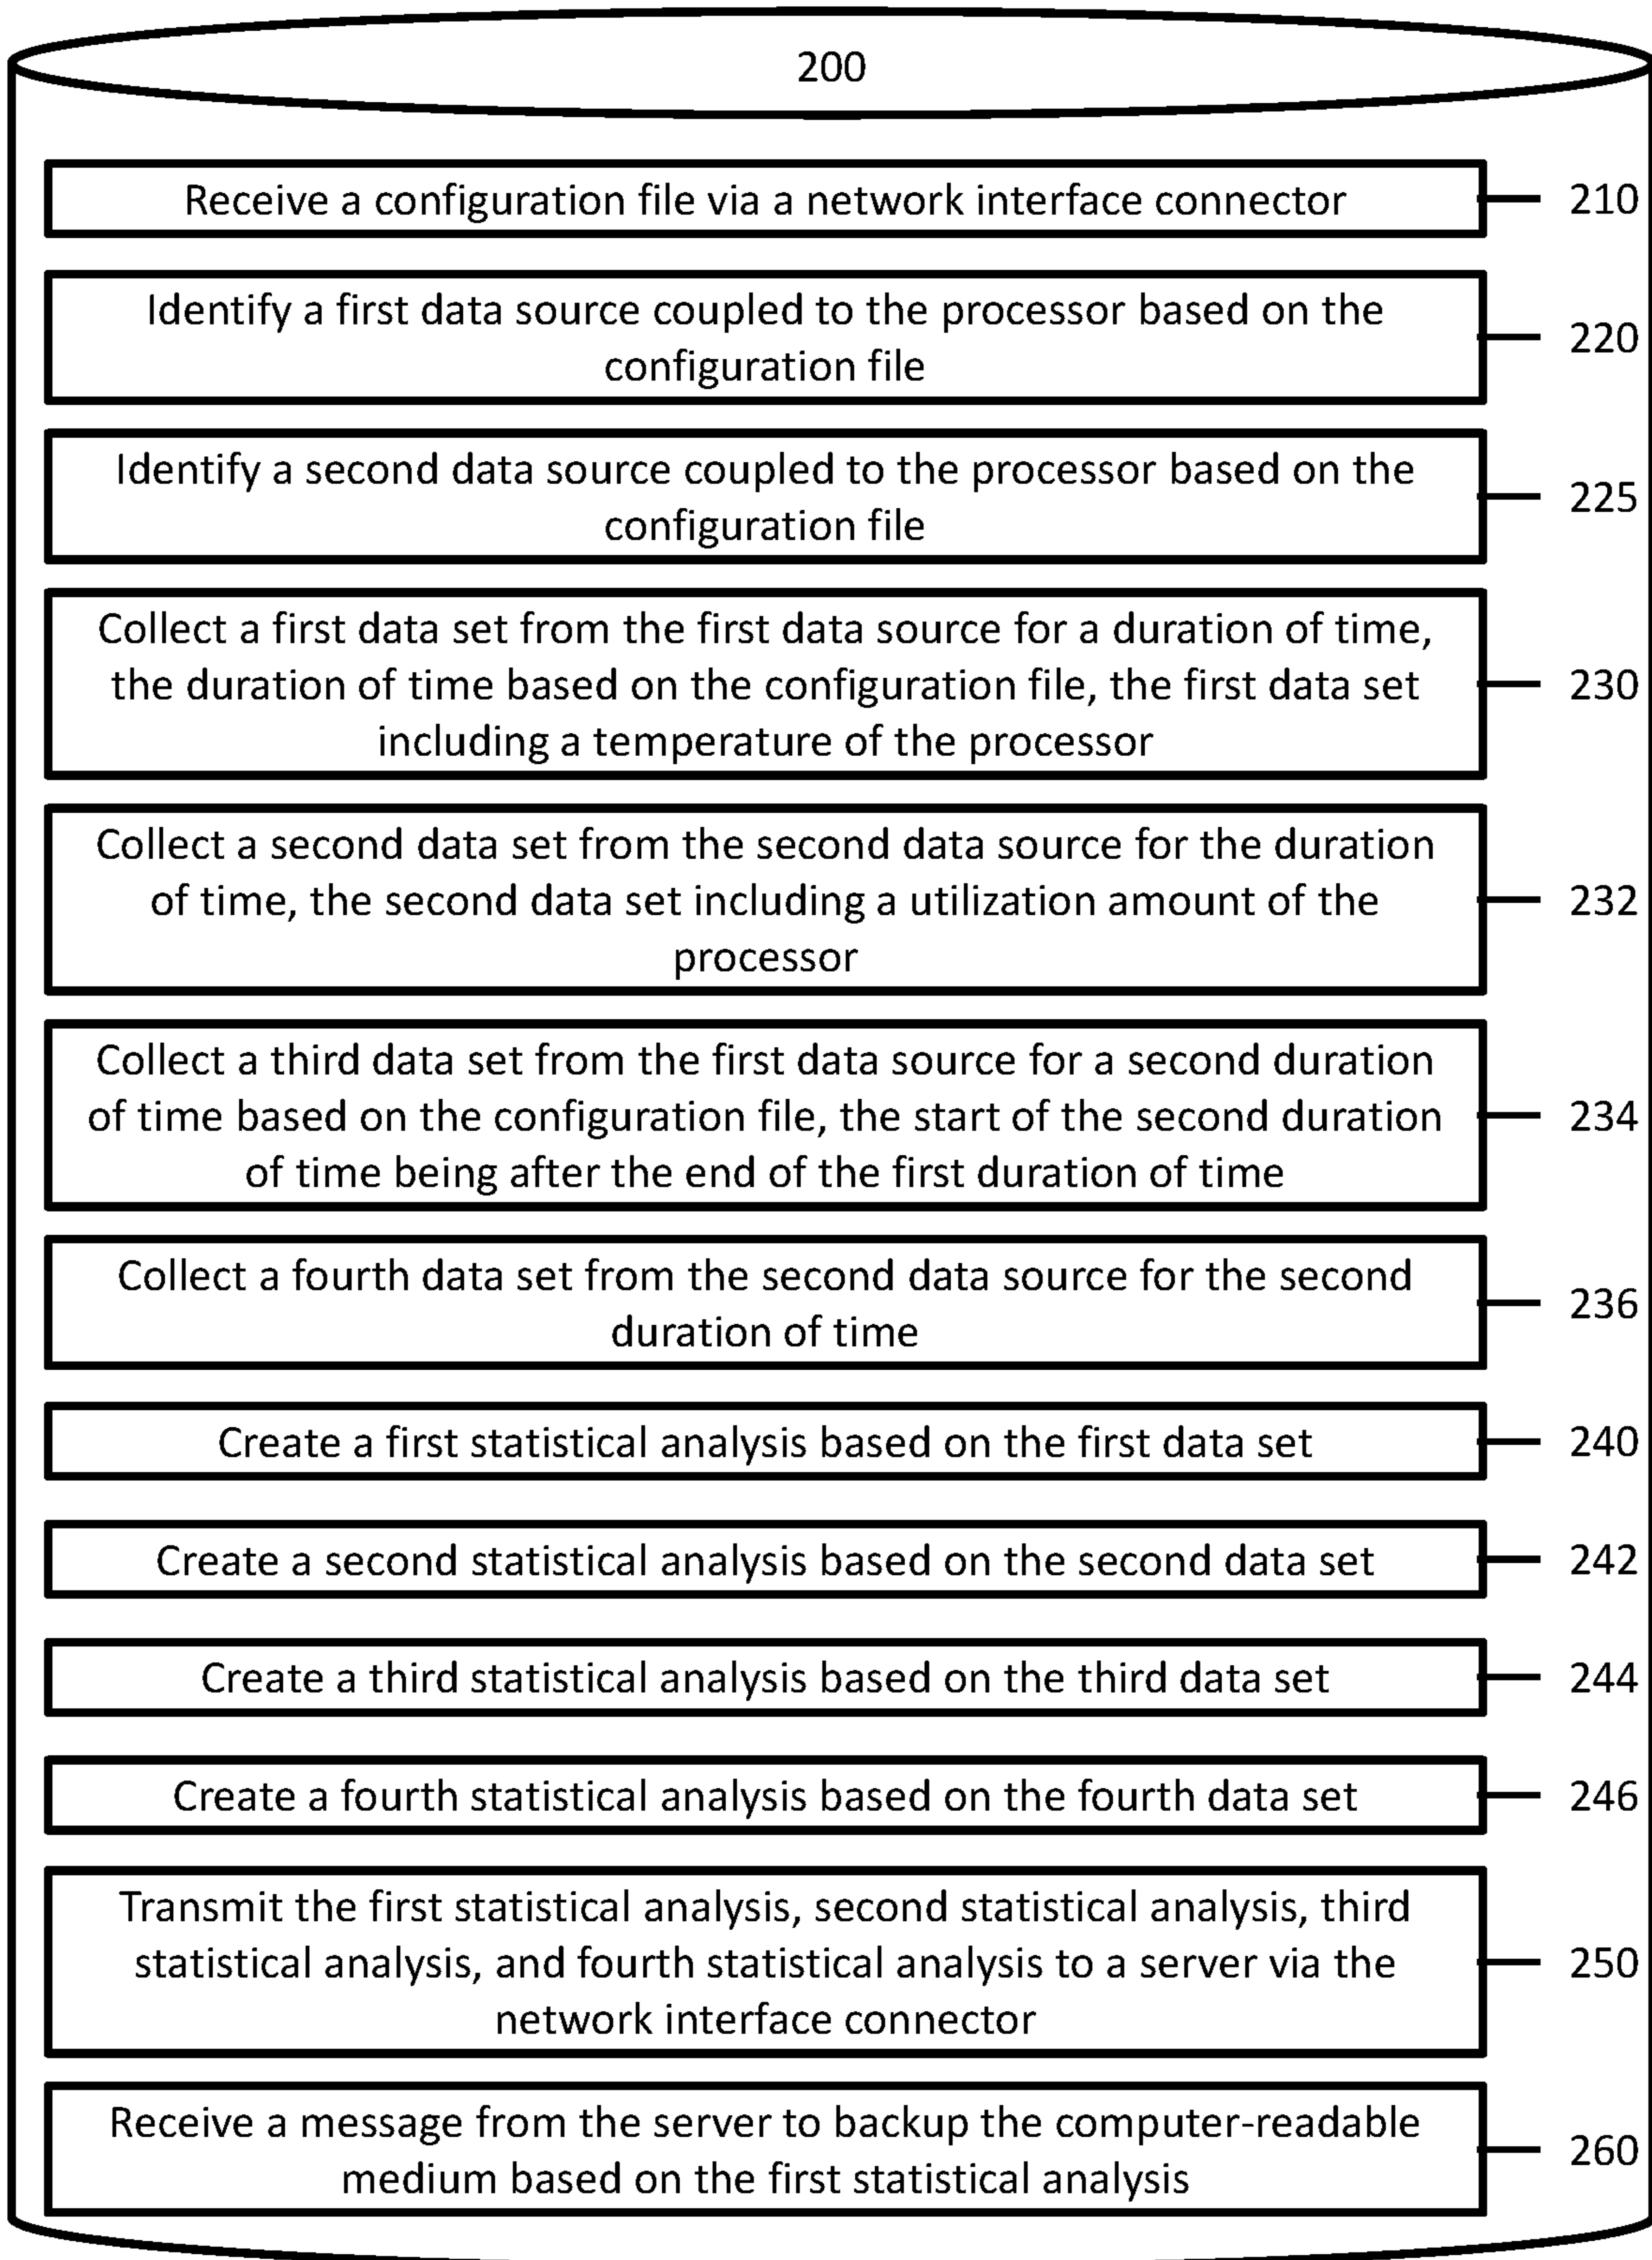 200
Receive a configuration file via a network interface connector
210
Identify a first data source coupled to the processor based on the
configuration file
220
Identify a second data source coupled to the processor based on the
configuration file
225
Collect a first data set from the first data source for a duration of time,
the duration of time based on the configuration file, the first data set
including a temperature of the processor
230
Collect a second data set from the second data source for the duration
of time, the second data set including a utilization amount of the
processor
232
Collect a third data set from the first data source for a second duration
of time based on the configuration file, the start of the second duration
of time being after the end of the first duration of time
234
Collect a fourth data set from the second data source for the second
duration of time
236
Create a first statistical analysis based on the first data set
240
Create a second statistical analysis based on the second data set
242
Create a third statistical analysis based on the third data set
244
Create a fourth statistical analysis based on the fourth data set
246
Transmit the first statistical analysis, second statistical analysis, third
statistical analysis, and fourth statistical analysis to a server via the
network interface connector
250
Receive a message from the server to backup the computer-readable
medium based on the first statistical analysis
260